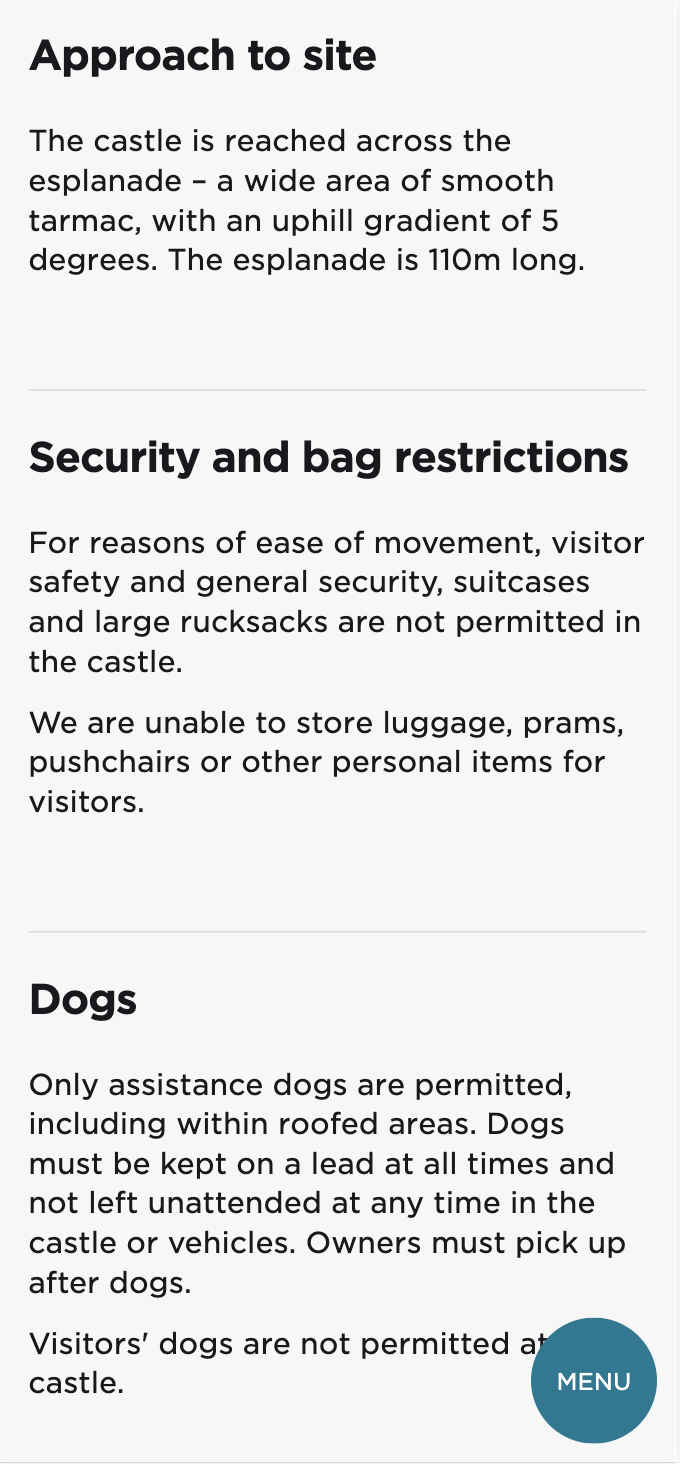 Approach to site
The castle is reached across the
esplanade – a wide area of smooth
tarmac, with an uphill gradient of 5
degrees. The esplanade is 110m long.
Security and bag restrictions
For reasons of ease of movement, visitor
safety and general security, suitcases
and large rucksacks are not permitted in
the castle.
We are unable to store luggage, prams,
pushchairs or other personal items for
visitors.
Dogs
Only assistance dogs are permitted,
including within roofed areas. Dogs
must be kept on a lead at all times and
not left unattended at any time in the
castle or vehicles. Owners must pick up
after dogs.
Visitors' dogs are not permitted at
castle.
MENU